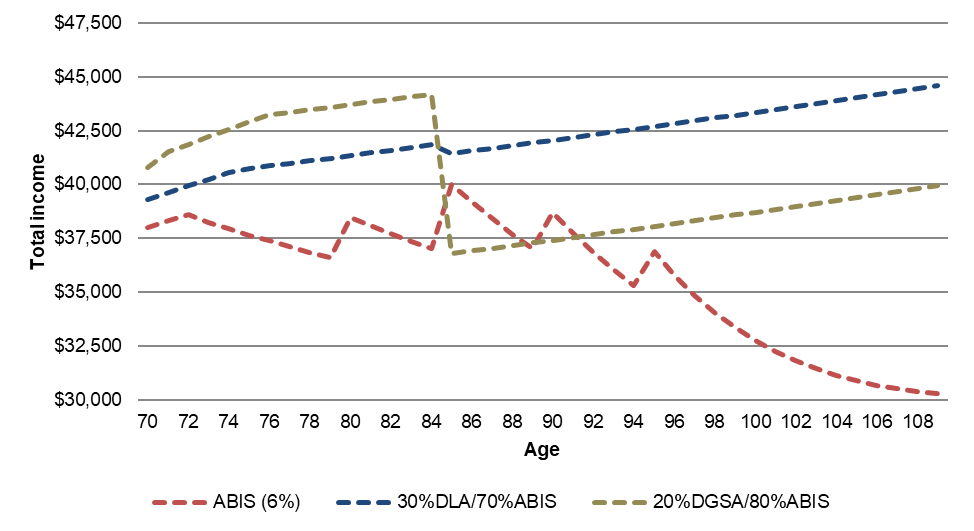 $47,500
$45,000
$42,500
$40,000
$37,500
$35,000
$32,500
$30,000
Total income
70 72 74 76 78 80 82 84 86 88 90 92 94 96 98 100 102 104 106 108
Age
ABIS (6%) 30%DLA/70%ABIS 20%DGSA/80%ABIS